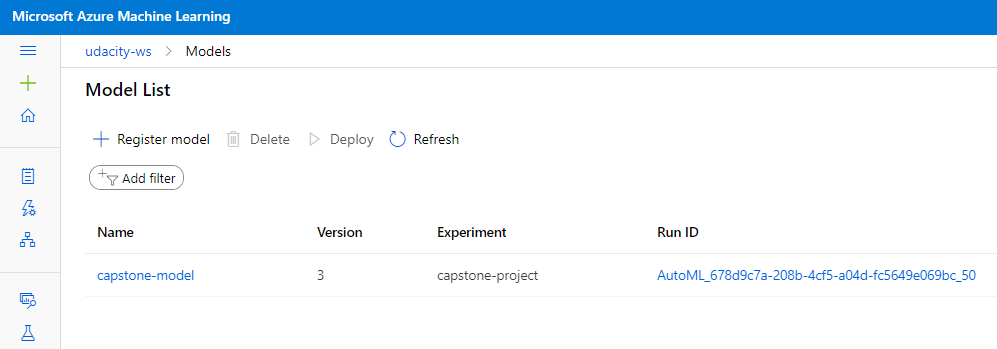 Microsoft Azure Machine Learning
udacity-ws > Models
Model List
Register model Delete Deploy Refresh
Add filter
Name Version Experiment Run ID
capstone-model 3 capstone-project AutoML_678d9c7a-208b-4cf5-a04d-fc5649e069bc_50